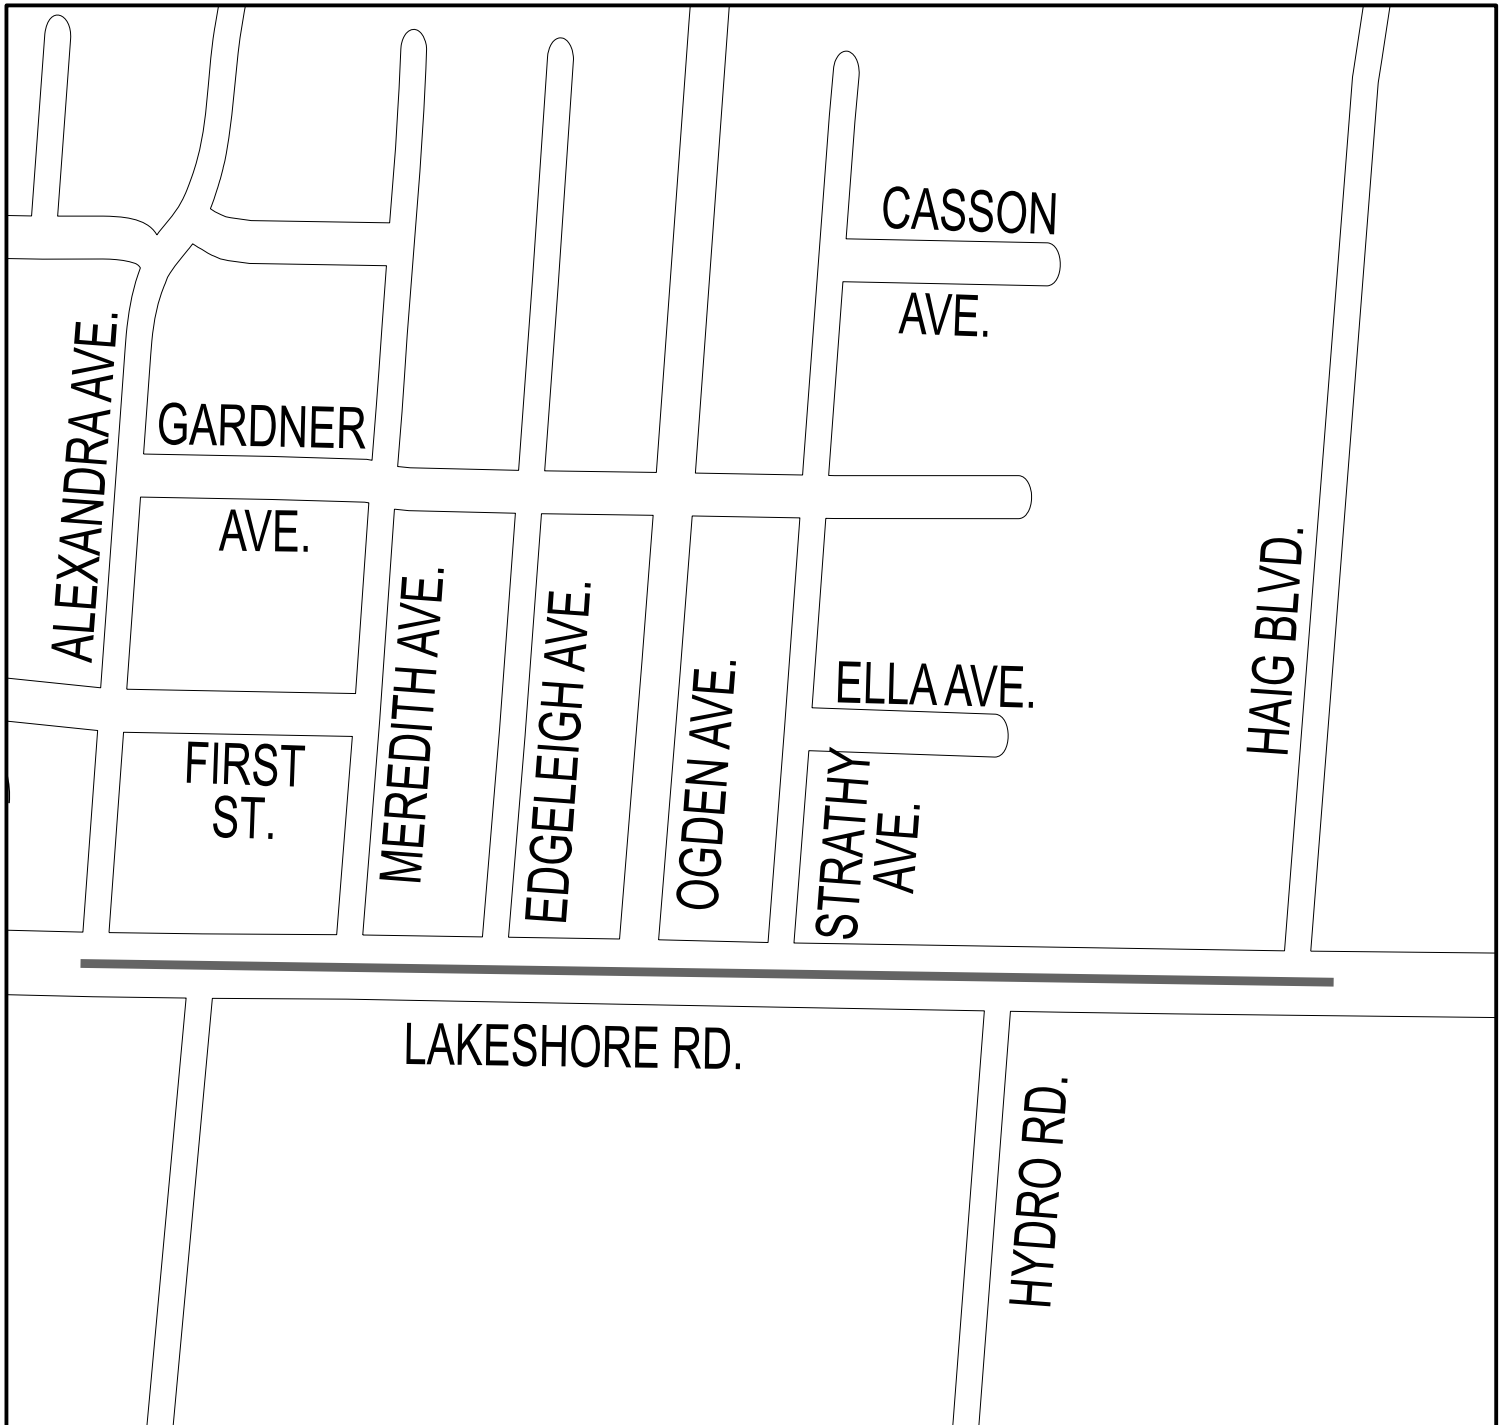 CASSON
AVE.
ALEXANDRA AVE.
GARDNER
AVE.
MEREDITH AVE.
EDGELEIGH AVE.
OGDEN AVE.
ELLA AVE.
HAIG BLVD.
FIRST
ST.
STRATHY
AVE.
LAKESHORE RD.
HYDRO RD.